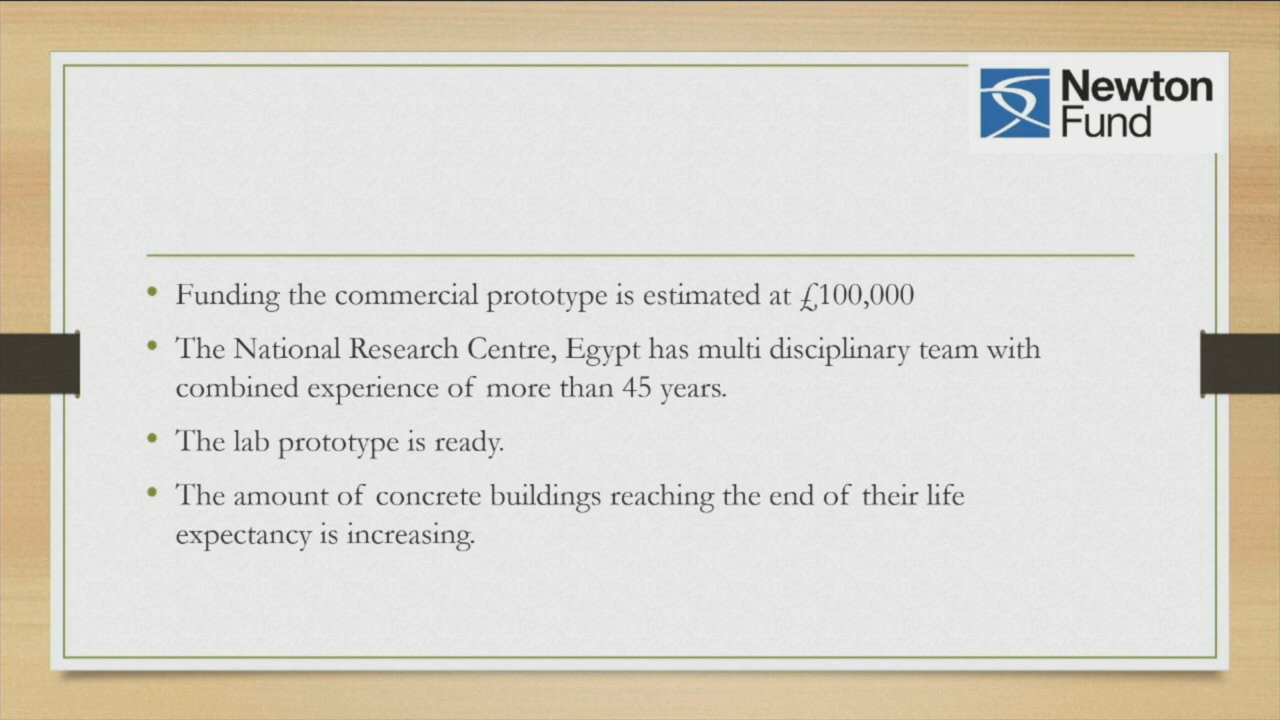 Newton
Fund
• Funding the commercial prototype is estimated at £100,000
• The National Research Centre, Egypt has multi disciplinary team with
combined experience of more than 45 years.
• The lab prototype is ready.
• The amount of concrete buildings reaching the end of their life
expectancy is increasing.